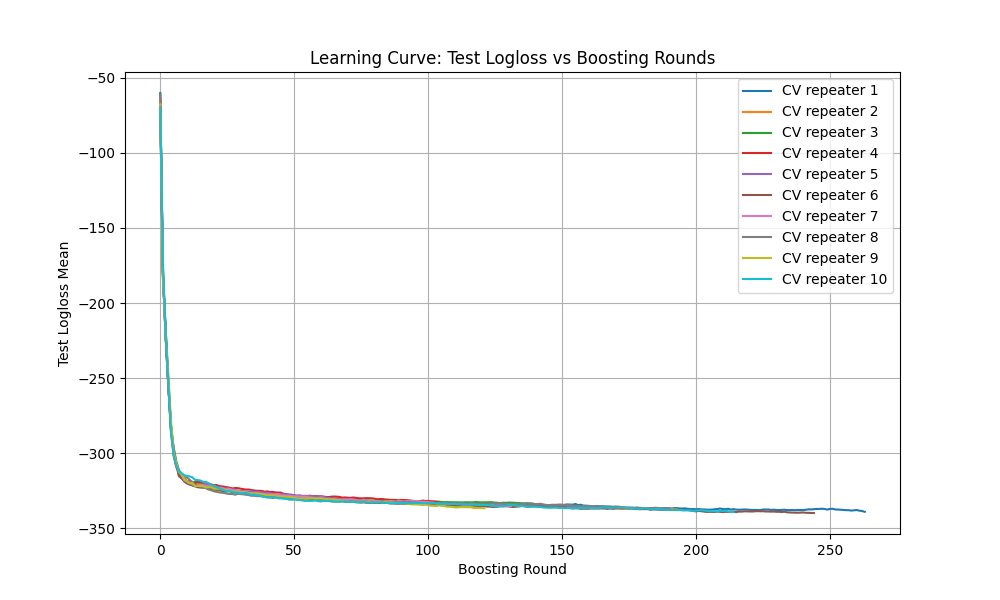 Learning Curve: Test Logloss vs Boosting Rounds
−50
−100
−150
−200
−250
−300
−350
Test Logloss Mean
CV repeater 1
CV repeater 2
CV repeater 3
CV repeater 4
CV repeater 5
CV repeater 6
CV repeater 7
CV repeater 8
CV repeater 9
CV repeater 10
0
50
100
150
200
250
Boosting Round